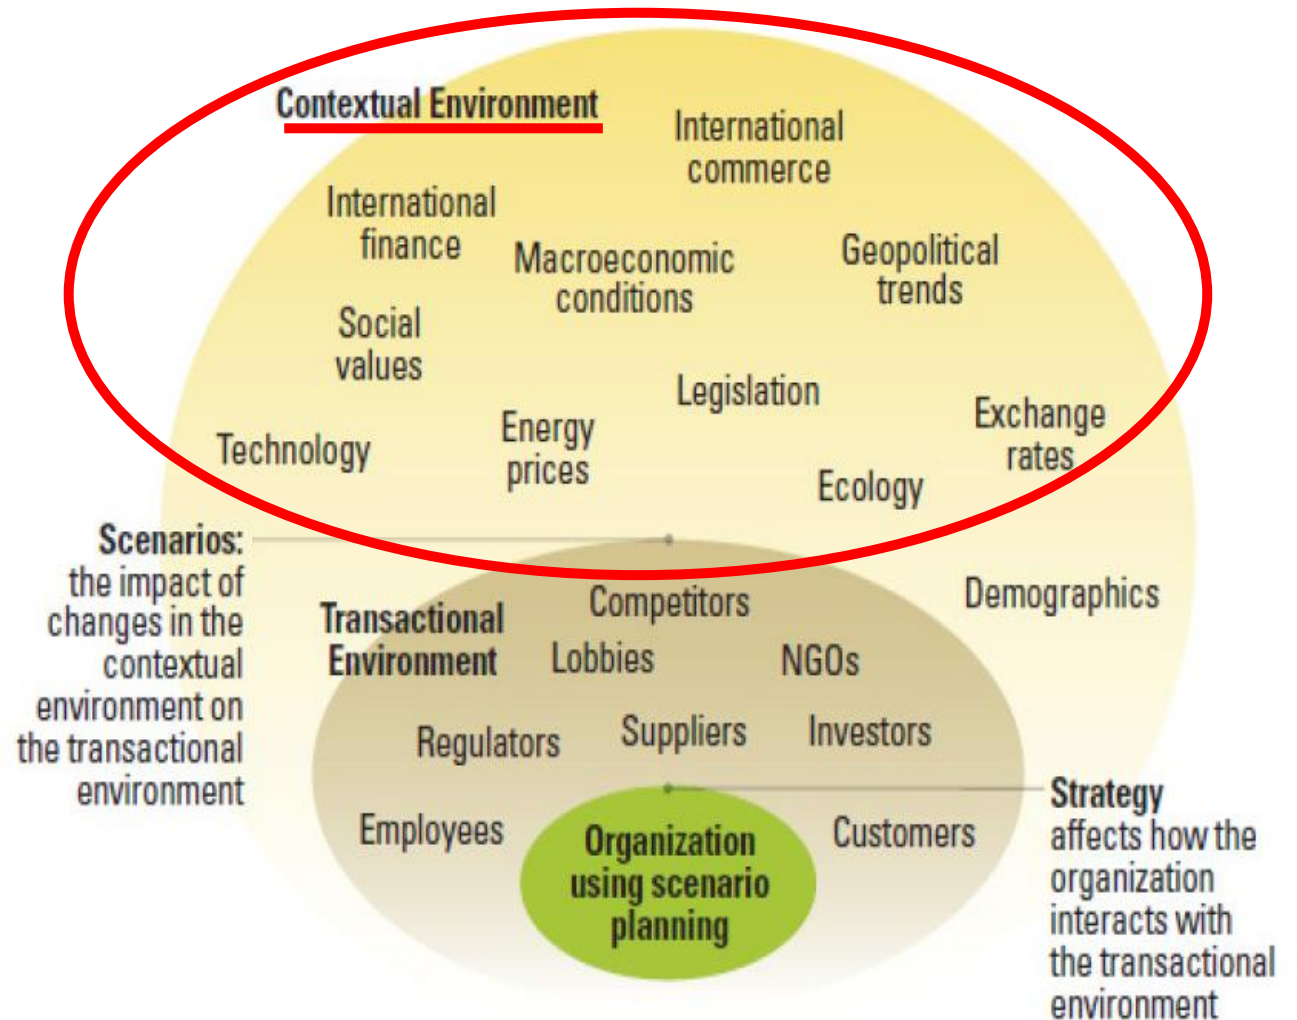 Contextual Environment
International
commerce
International
finance
Macroeconomic
conditions
Geopolitical
trends
Social
values
Legislation
Exchange
rates
Energy
prices
Technology
Ecology
Scenarios:
the impact of
changes in the
contextual
environment on
the transactional
environment
Demographics
Transactional
Environment
Competitors
Lobbies
NGOs
Regulators
Suppliers
Investors
Employees
Customers
Organization
using scenario
planning
Strategy
affects how the
organization
interacts with
the transactional
environment